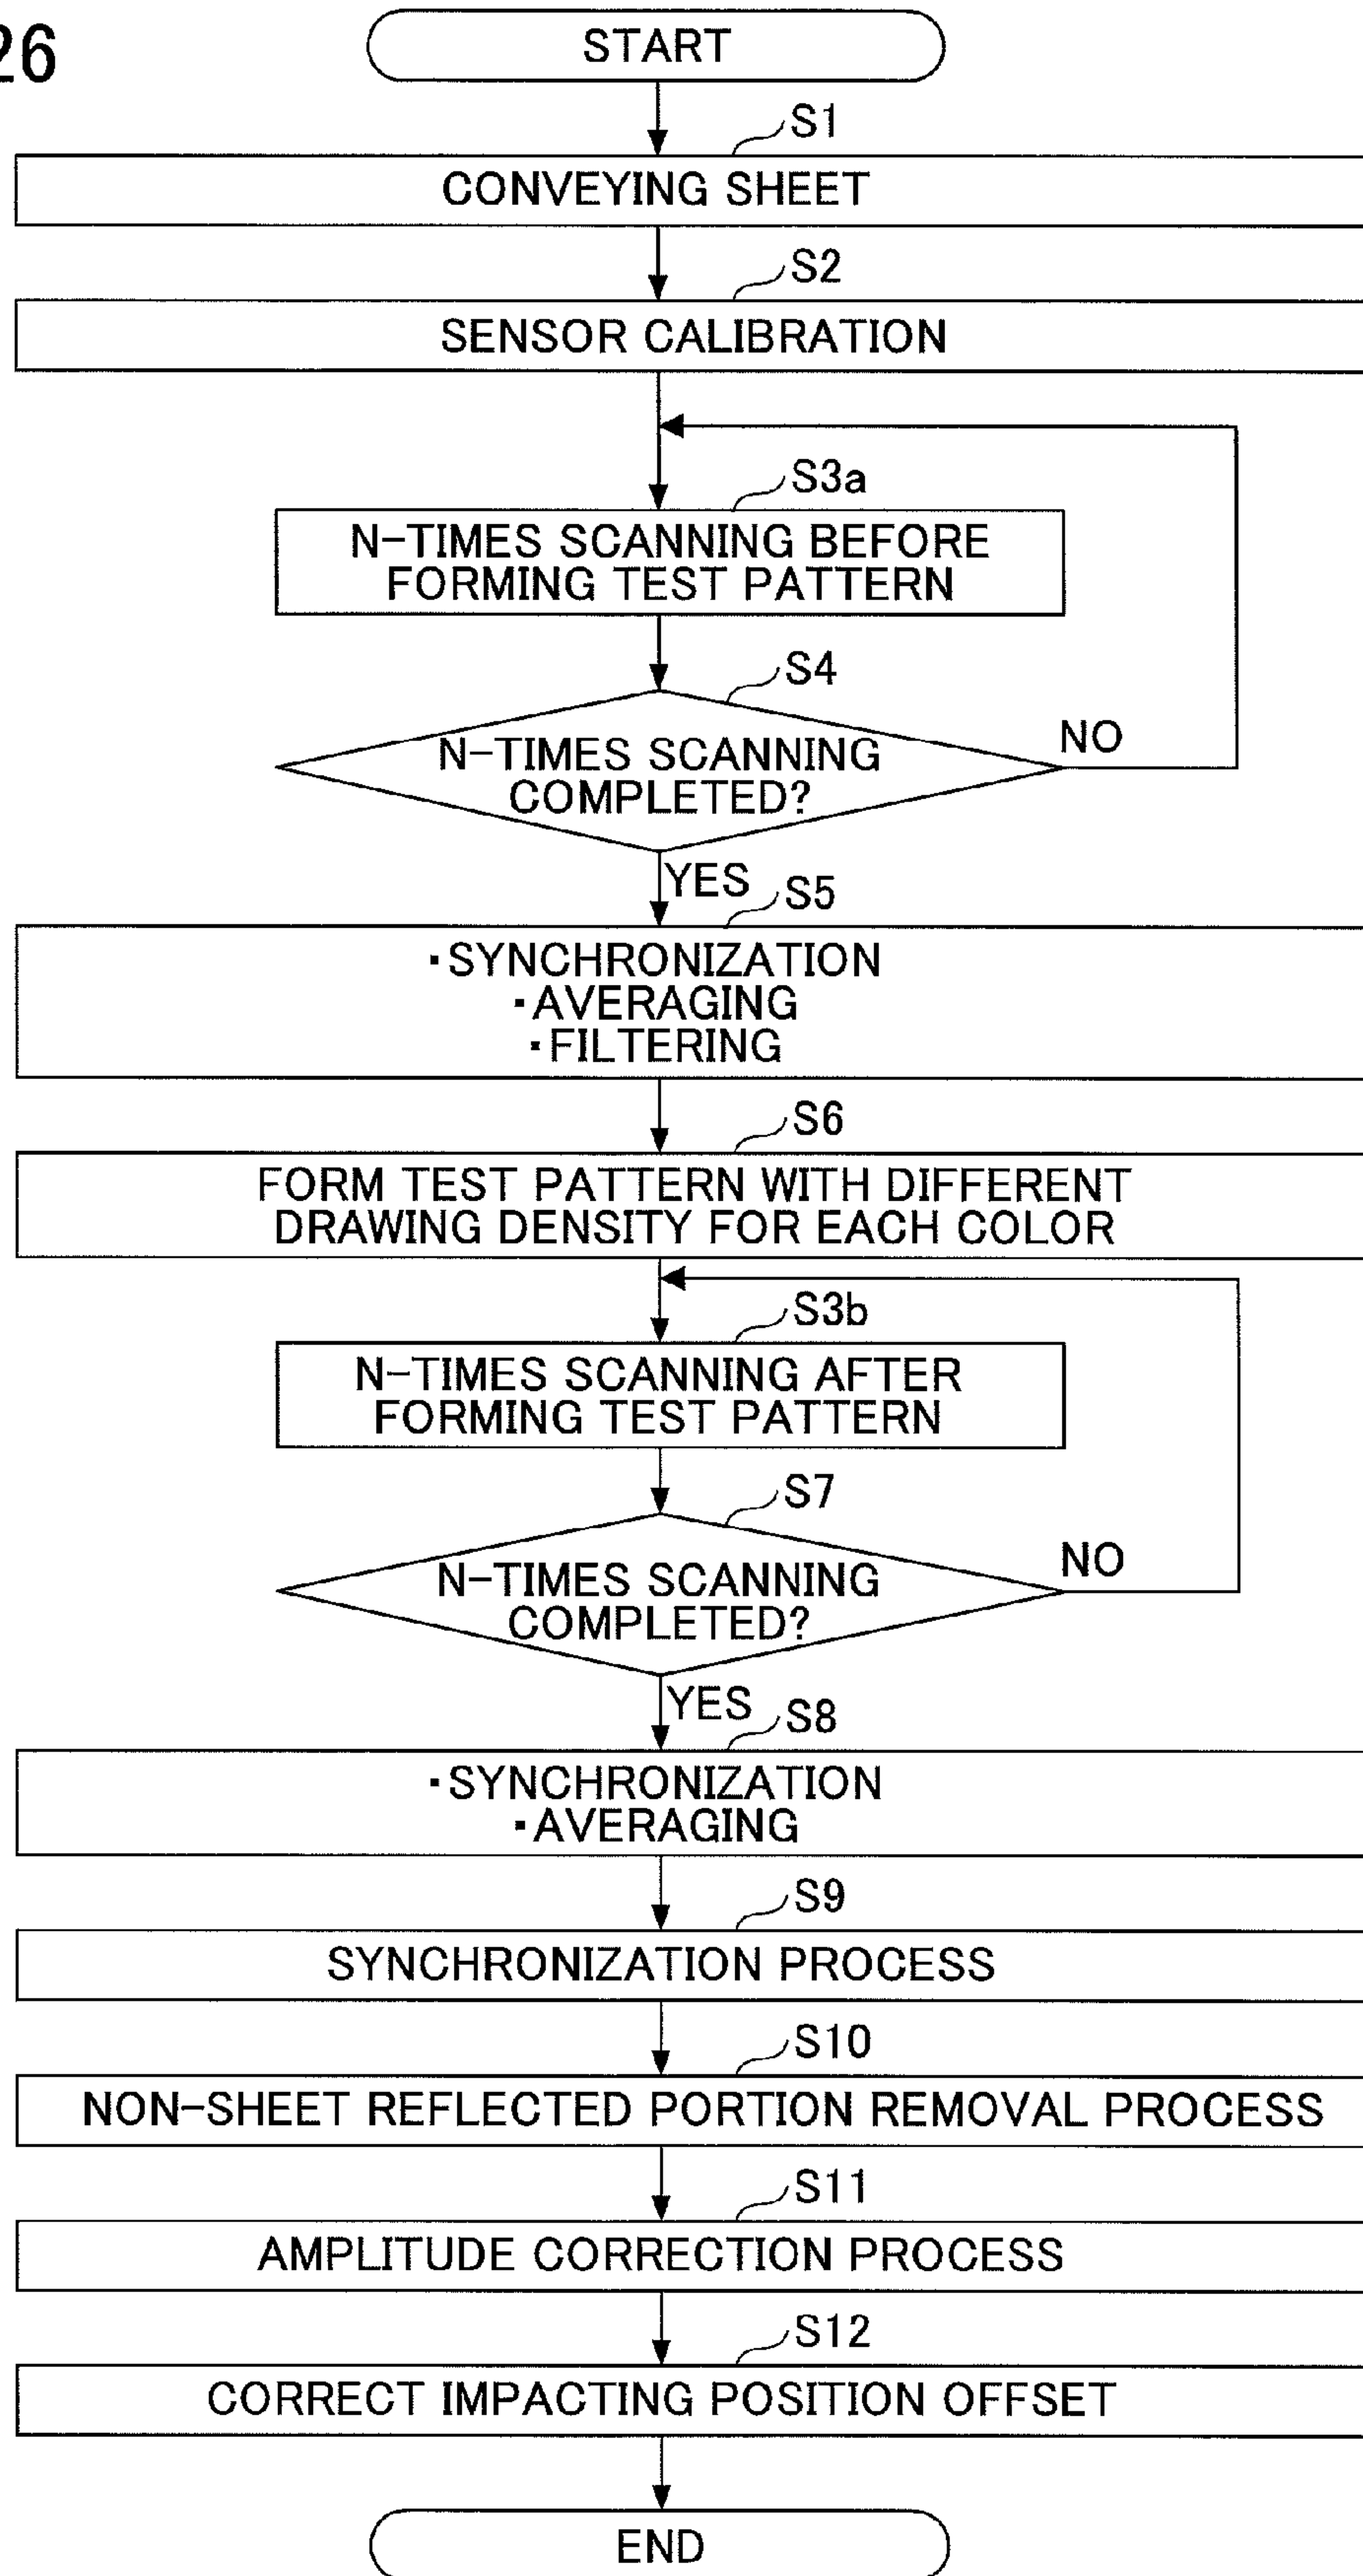 26
START
S1
CONVEYING SHEET
S2
SENSOR CALIBRATION
S3a
N-TIMES SCANNING BEFORE
FORMING TEST PATTERN
S4
N-TIMES SCANNING
COMPLETED?
NO
YES
S5
・SYNCHRONIZATION
・AVERAGING
・FILTERING
S6
FORM TEST PATTERN WITH DIFFERENT
DRAWING DENSITY FOR EACH COLOR
S3b
N-TIMES SCANNING AFTER
FORMING TEST PATTERN
S7
N-TIMES SCANNING
COMPLETED?
NO
YES
S8
・SYNCHRONIZATION
・AVERAGING
S9
SYNCHRONIZATION PROCESS
S10
NON-SHEET REFLECTED PORTION REMOVAL PROCESS
S11
AMPLITUDE CORRECTION PROCESS
S12
CORRECT IMPACTING POSITION OFFSET
END